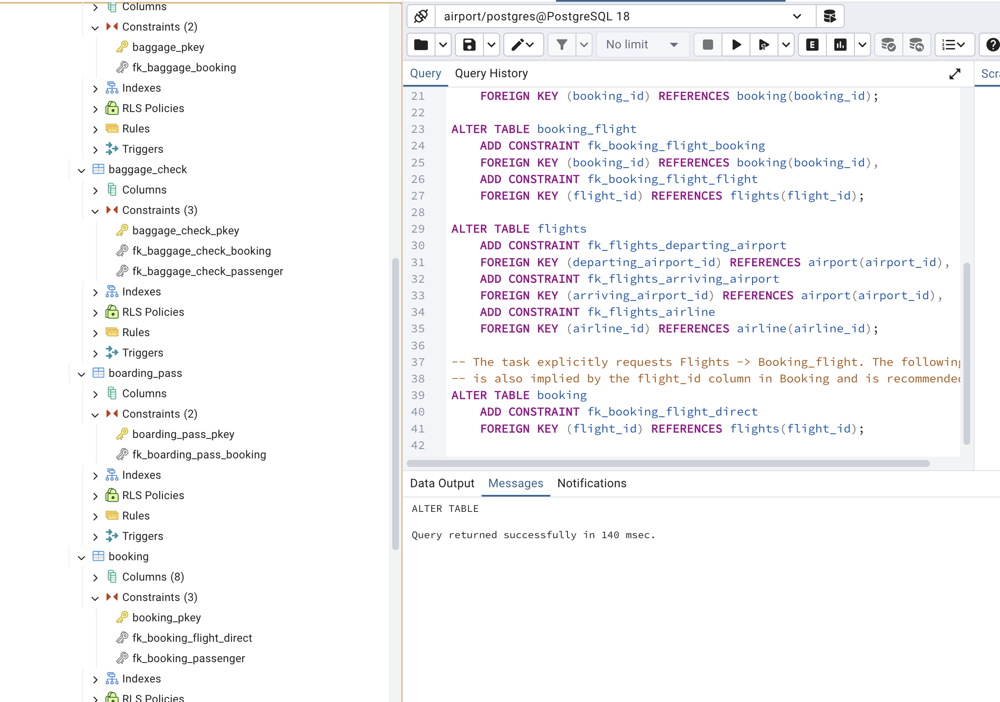 Columns
Constraints (2)
baggage_pkey
fk_baggage_booking
Indexes
RLS Policies
Rules
Triggers
baggage_check
Columns
Constraints (3)
baggage_check_pkey
fk_baggage_check_booking
fk_baggage_check_passenger
Indexes
RLS Policies
Rules
Triggers
boarding_pass
Columns
Constraints (2)
boarding_pass_pkey
fk_boarding_pass_booking
Indexes
RLS Policies
Rules
Triggers
booking
Columns (8)
Constraints (3)
booking_pkey
fk_booking_flight_direct
fk_booking_passenger
Indexes
RLS Policies
airport/postgres@PostgreSQL 18
No limit
E
Query Query History
21 FOREIGN KEY (booking_id) REFERENCES booking(booking_id);
22
23 ALTER TABLE booking_flight
24 ADD CONSTRAINT fk_booking_flight_booking
25 FOREIGN KEY (booking_id) REFERENCES booking(booking_id),
26 ADD CONSTRAINT fk_booking_flight_flight
27 FOREIGN KEY (flight_id) REFERENCES flights(flight_id);
28
29 ALTER TABLE flights
30 ADD CONSTRAINT fk_flights_departing_airport
31 FOREIGN KEY (departing_airport_id) REFERENCES airport(airport_id),
32 ADD CONSTRAINT fk_flights_arriving_airport
33 FOREIGN KEY (arriving_airport_id) REFERENCES airport(airport_id),
34 ADD CONSTRAINT fk_flights_airline
35 FOREIGN KEY (airline_id) REFERENCES airline(airline_id);
36
37 -- The task explicitly requests Flights -> Booking_flight. The following
38 -- is also implied by the flight_id column in Booking and is recommended
39 ALTER TABLE booking
40 ADD CONSTRAINT fk_booking_flight_direct
41 FOREIGN KEY (flight_id) REFERENCES flights(flight_id);
42
Data Output Messages Notifications
ALTER TABLE
Query returned successfully in 140 msec.